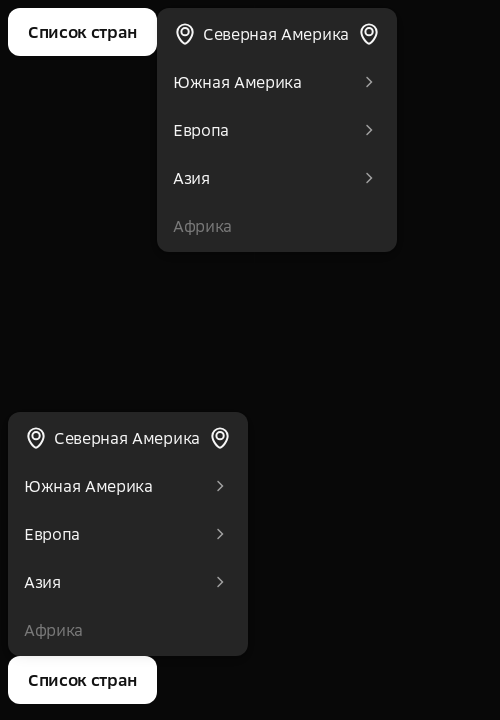 Список стран
Северная Америка
Южная Америка
Европа
Азия
Африка
Северная Америка
Южная Америка
Европа
Азия
Африка
Список стран